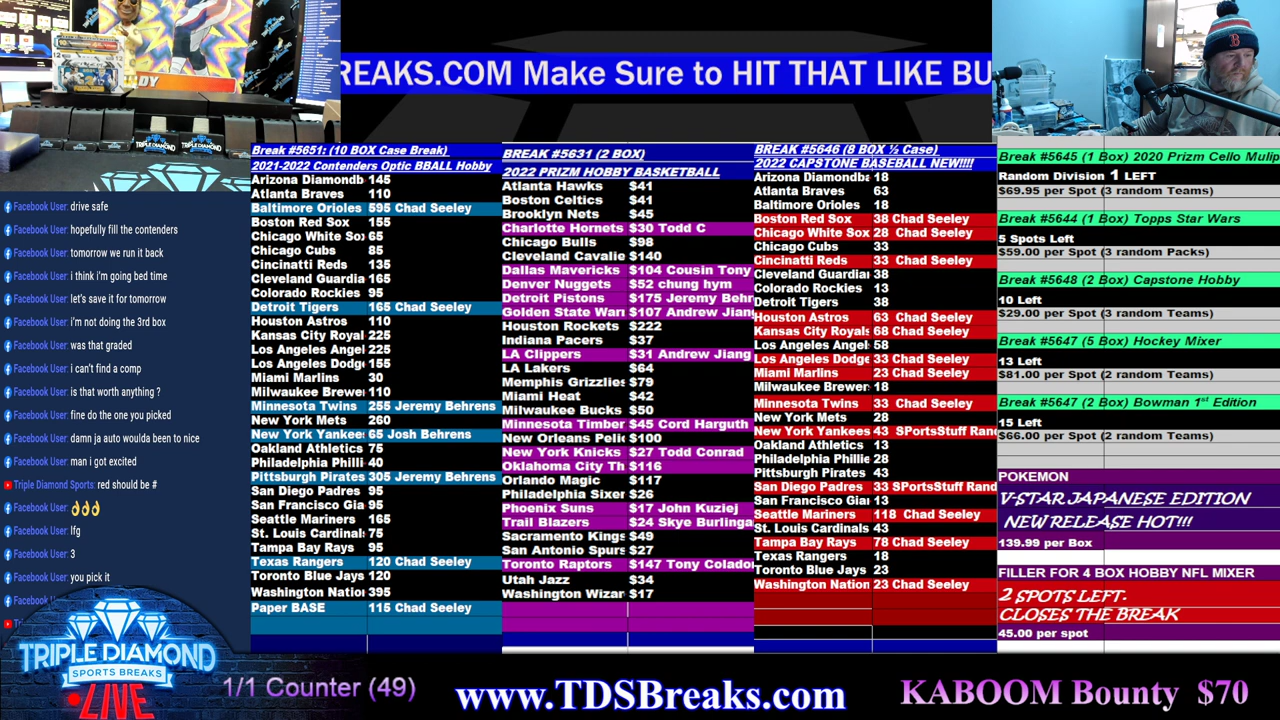 REAKS.COM Make Sure to HIT THAT LIKE BU
DY
Facebook User: drive safe
Facebook User: hopefully fill the contenders
Facebook User: tomorrow we run it back
Facebook User: i think i'm going bed time
Facebook User: let's save it for tomorrow
Facebook User: i'm not doing the 3rd box
Facebook User: was that graded
Facebook User: i can't find a comp
Facebook User: is that worth anything ?
Facebook User: fine do the one you picked
Facebook User: damn ja auto woulda been to nice
Facebook User: man i got excited
Triple Diamond Sports: red should be #
Facebook User: 👌👌👌
Facebook User: lfg
Facebook User: 3
Facebook User: you pick it
TRIPLE DIAMOND
SPORTS BREAKS
LIVE
Break #5651: (10 BOX Case Break)
2021-2022 Contenders Optic BBALL Hobby
Arizona Diamondb 145
Atlanta Braves 110
Baltimore Orioles 595 Chad Seeley
Boston Red Sox 155
Chicago White Sox 65
Chicago Cubs 85
Cincinatti Reds 135
Cleveland Guardia 165
Colorado Rockies 95
Detroit Tigers 165 Chad Seeley
Houston Astros 110
Kansas City Royal 225
Los Angeles Angel 225
Los Angeles Dodge 155
Miami Marlins 30
Milwaukee Brewer 110
Minnesota Twins 255 Jeremy Behrens
New York Mets 260
New York Yankees 65 Josh Behrens
Oakland Athletics 75
Philadelphia Philli 40
Pittsburgh Pirates 305 Jeremy Behrens
San Diego Padres 95
San Francisco Gia 95
Seattle Mariners 165
St. Louis Cardinal 75
Tampa Bay Rays 95
Texas Rangers 120 Chad Seeley
Toronto Blue Jays 120
Washington Nation 395
Paper BASE 115 Chad Seeley
BREAK #5631 (2 BOX)
2022 PRIZM HOBBY BASKETBALL
Atlanta Hawks $41
Boston Celtics $41
Brooklyn Nets $45
Charlotte Hornets $30 Todd C
Chicago Bulls $98
Cleveland Cavalie $140
Dallas Mavericks $104 Cousin Tony
Denver Nuggets $52 chung hym
Detroit Pistons $175 Jeremy Behr
Golden State Warr $107 Andrew Jiang
Houston Rockets $222
Indiana Pacers $37
LA Clippers $31 Andrew Jiang
LA Lakers $64
Memphis Grizzlies $79
Miami Heat $42
Milwaukee Bucks $50
Minnesota Timber $45 Cord Harguth
New Orleans Pelic $100
New York Knicks $27 Todd Conrad
Oklahoma City Th $116
Orlando Magic $117
Philadelphia Sixer $26
Phoenix Suns $17 John Kuziej
Trail Blazers $24 Skye Burlinga
Sacramento Kings $49
San Antonio Spurs $27
Toronto Raptors $147 Tony Colado
Utah Jazz $34
Washington Wizar $17
BREAK #5646 (8 BOX ½ Case)
2022 CAPSTONE BASEBALL NEW!!!!
Arizona Diamondba 18
Atlanta Braves 63
Baltimore Orioles 18
Boston Red Sox 38 Chad Seeley
Chicago White Sox 28 Chad Seeley
Chicago Cubs 33
Cincinatti Reds 33 Chad Seeley
Cleveland Guardia 38
Colorado Rockies 13
Detroit Tigers 38
Houston Astros 63 Chad Seeley
Kansas City Royals 68 Chad Seeley
Los Angeles Angel 58
Los Angeles Dodge 33 Chad Seeley
Miami Marlins 23 Chad Seeley
Milwaukee Brewer 18
Minnesota Twins 33 Chad Seeley
New York Mets 28
New York Yankees 43 SPortsStuff Rand
Oakland Athletics 13
Philadelphia Phillie 28
Pittsburgh Pirates 43
San Diego Padres 33 SPortsStuff Rand
San Francisco Gia 13
Seattle Mariners 118 Chad Seeley
St. Louis Cardinals 43
Tampa Bay Rays 78 Chad Seeley
Texas Rangers 18
Toronto Blue Jays 23
Washington Nation 23 Chad Seeley
Break #5645 (1 Box) 2020 Prizm Cello Mulip
Random Division 1 LEFT
$69.95 per Spot (3 random Teams)
Break #5644 (1 Box) Topps Star Wars
5 Spots Left
$59.00 per Spot (3 random Packs)
Break #5648 (2 Box) Capstone Hobby
10 Left
$29.00 per Spot (3 random Teams)
Break #5647 (5 Box) Hockey Mixer
13 Left
$81.00 per Spot (2 random Teams)
Break #5647 (2 Box) Bowman 1st Edition
15 Left
$66.00 per Spot (2 random Teams)
POKEMON
V-STAR JAPANESE EDITION
NEW RELEASE HOT!!!
139.99 per Box
FILLER FOR 4 BOX HOBBY NFL MIXER
2 SPOTS LEFT.
CLOSES THE BREAK
45.00 per spot
1/1 Counter (49)
www.TDSBreaks.com
KABOOM Bounty $70